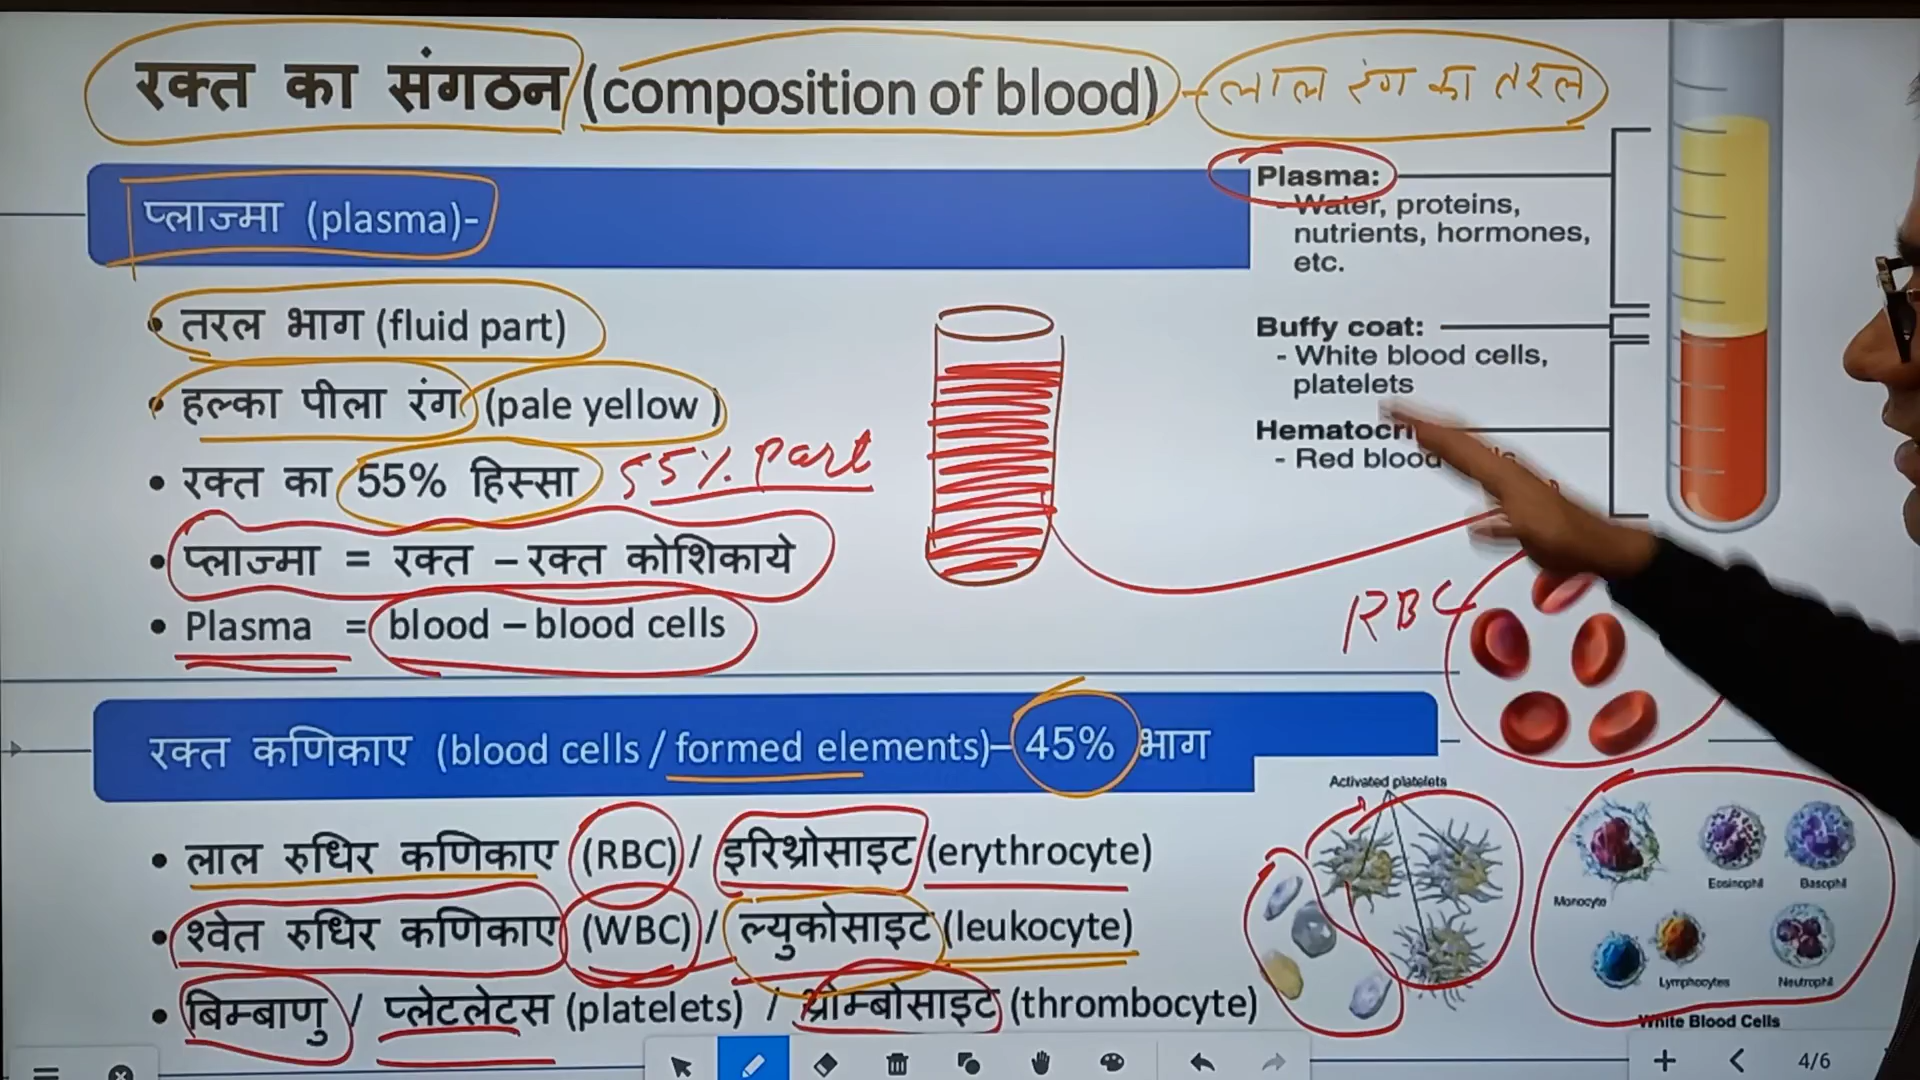 रक्त का संगठन (composition of blood) - लाल रंग का तरल
प्लाज्मा (plasma)-
• तरल भाग (fluid part)
• हल्का पीला रंग (pale yellow )
• रक्त का 55% हिस्सा 55% part
• प्लाज्मा = रक्त – रक्त कोशिकाये
• Plasma = blood – blood cells
Plasma:
- Water, proteins,
nutrients, hormones,
etc.
Buffy coat:
- White blood cells,
platelets
- Red blood
RBC
रक्त कणिकाए (blood cells / formed elements)– 45% भाग
• लाल रुधिर कणिकाए (RBC) / इरिथ्रोसाइट (erythrocyte)
• श्वेत रुधिर कणिकाए (WBC) / ल्युकोसाइट (leukocyte)
• बिम्बाणु / प्लेटलेटस (platelets) / थ्रोम्बोसाइट (thrombocyte)
Activated platelets
Monocyte
Eosinophil
Basophil
Lymphocytes
Neutrophil
White Blood Cells
4/6